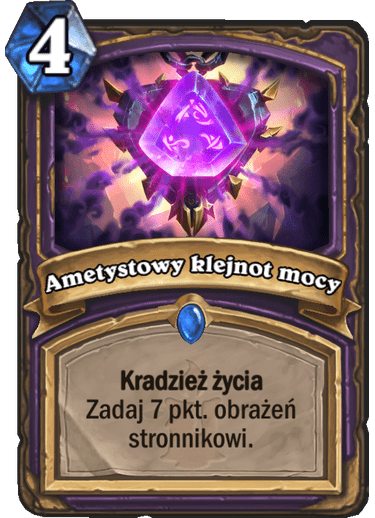 4
Ametystowy klejnot mocy
Kradzież życia
Zadaj 7 pkt. obrażeń
stronnikowi.